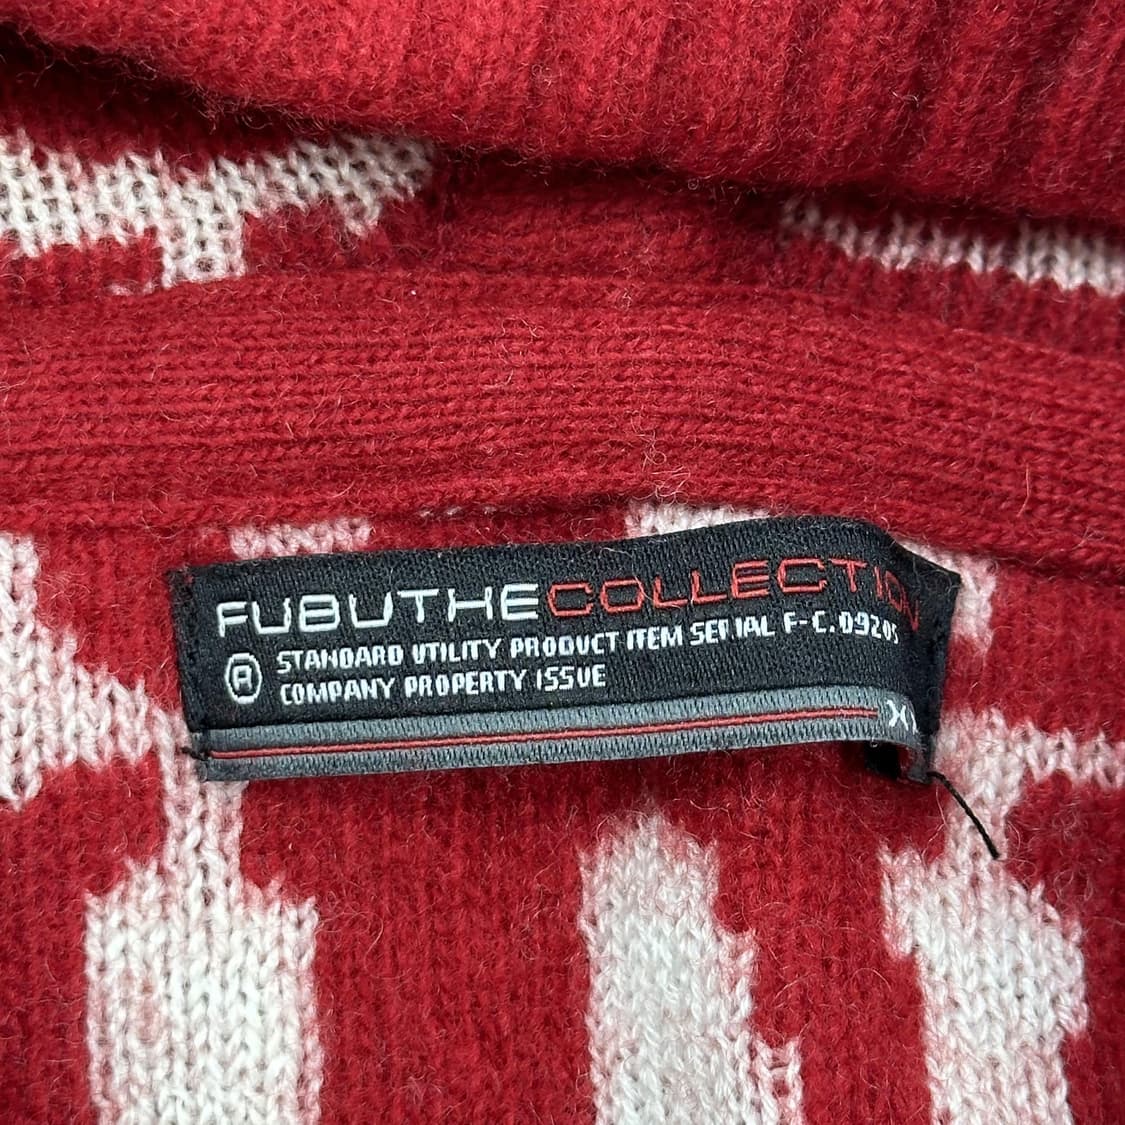 FUBUTHECOLLECTION
STANDARD UTILITY PRODUCT ITEM SERIAL F-C.09205
® COMPANY PROPERTY ISSUE